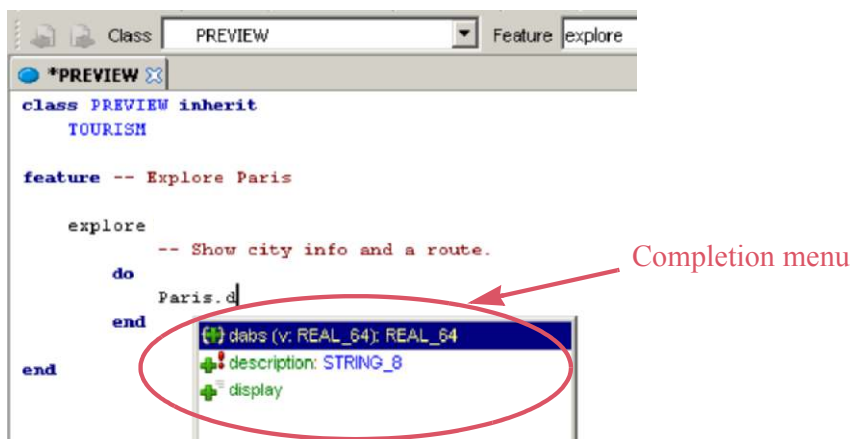 Class PREVIEW Feature explore
*PREVIEW
class PREVIEW inherit
TOURISM
feature -- Explore Paris
explore
-- Show city info and a route.
do
Paris.d
end
end
dabs (v: REAL_64): REAL_64
description: STRING_8
display
Completion menu